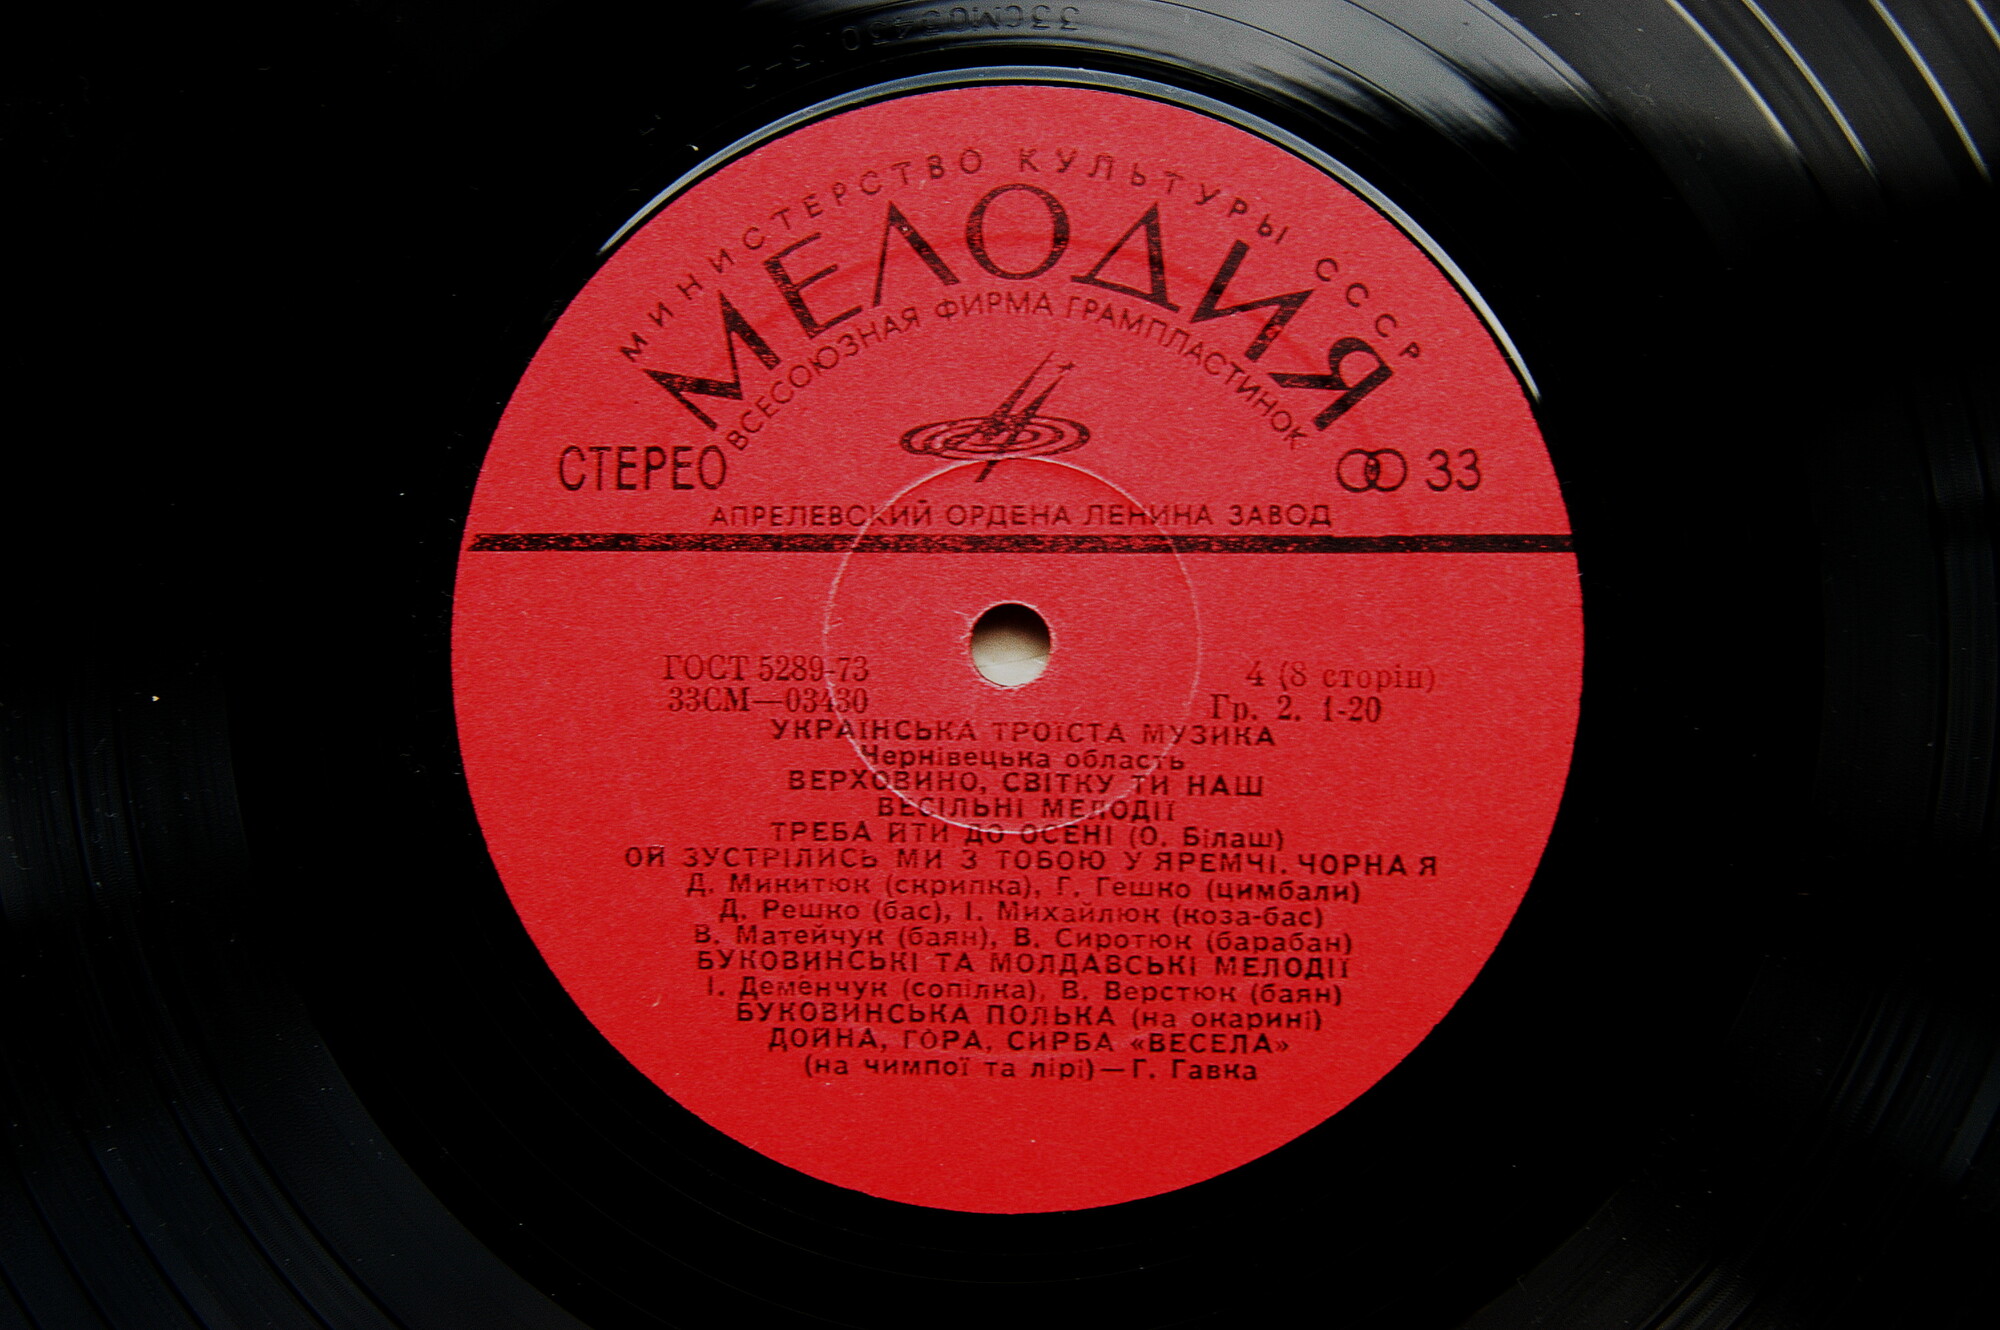 33СМ03430
МИНИСТЕРСТВО КУЛЬТУРЫ СССР
МЕЛОДИЯ
ВСЕСОЮЗНАЯ ФИРМА ГРАМПЛАСТИНОК
СТЕРЕО 33
АПРЕЛЕВСКИЙ ОРДЕНА ЛЕНИНА ЗАВОД
ГОСТ 5289-73 4 (8 сторін)
33СМ—03430 Гр. 2. 1-20
УКРАЇНСЬКА ТРОЇСТА МУЗИКА
Чернівецька область
ВЕРХОВИНО, СВІТКУ ТИ НАШ
ВЕСІЛЬНІ МЕЛОДІЇ
ТРЕБА ЙТИ ДО ОСЕНІ (О. Білаш)
ОЙ ЗУСТРІЛИСЬ МИ З ТОБОЮ У ЯРЕМЧІ. ЧОРНА Я
Д. Микитюк (скрипка), Г. Гешко (цимбали)
Д. Решко (бас), І. Михайлюк (коза-бас)
В. Матейчук (баян), В. Сиротюк (барабан)
БУКОВИНСЬКІ ТА МОЛДАВСЬКІ МЕЛОДІЇ
І. Деменчук (сопілка), В. Верстюк (баян)
БУКОВИНСЬКА ПОЛЬКА (на окарині)
ДОЙНА, ГОРА, СИРБА «ВЕСЕЛА»
(на чимпої та лірі)—Г. Гавка